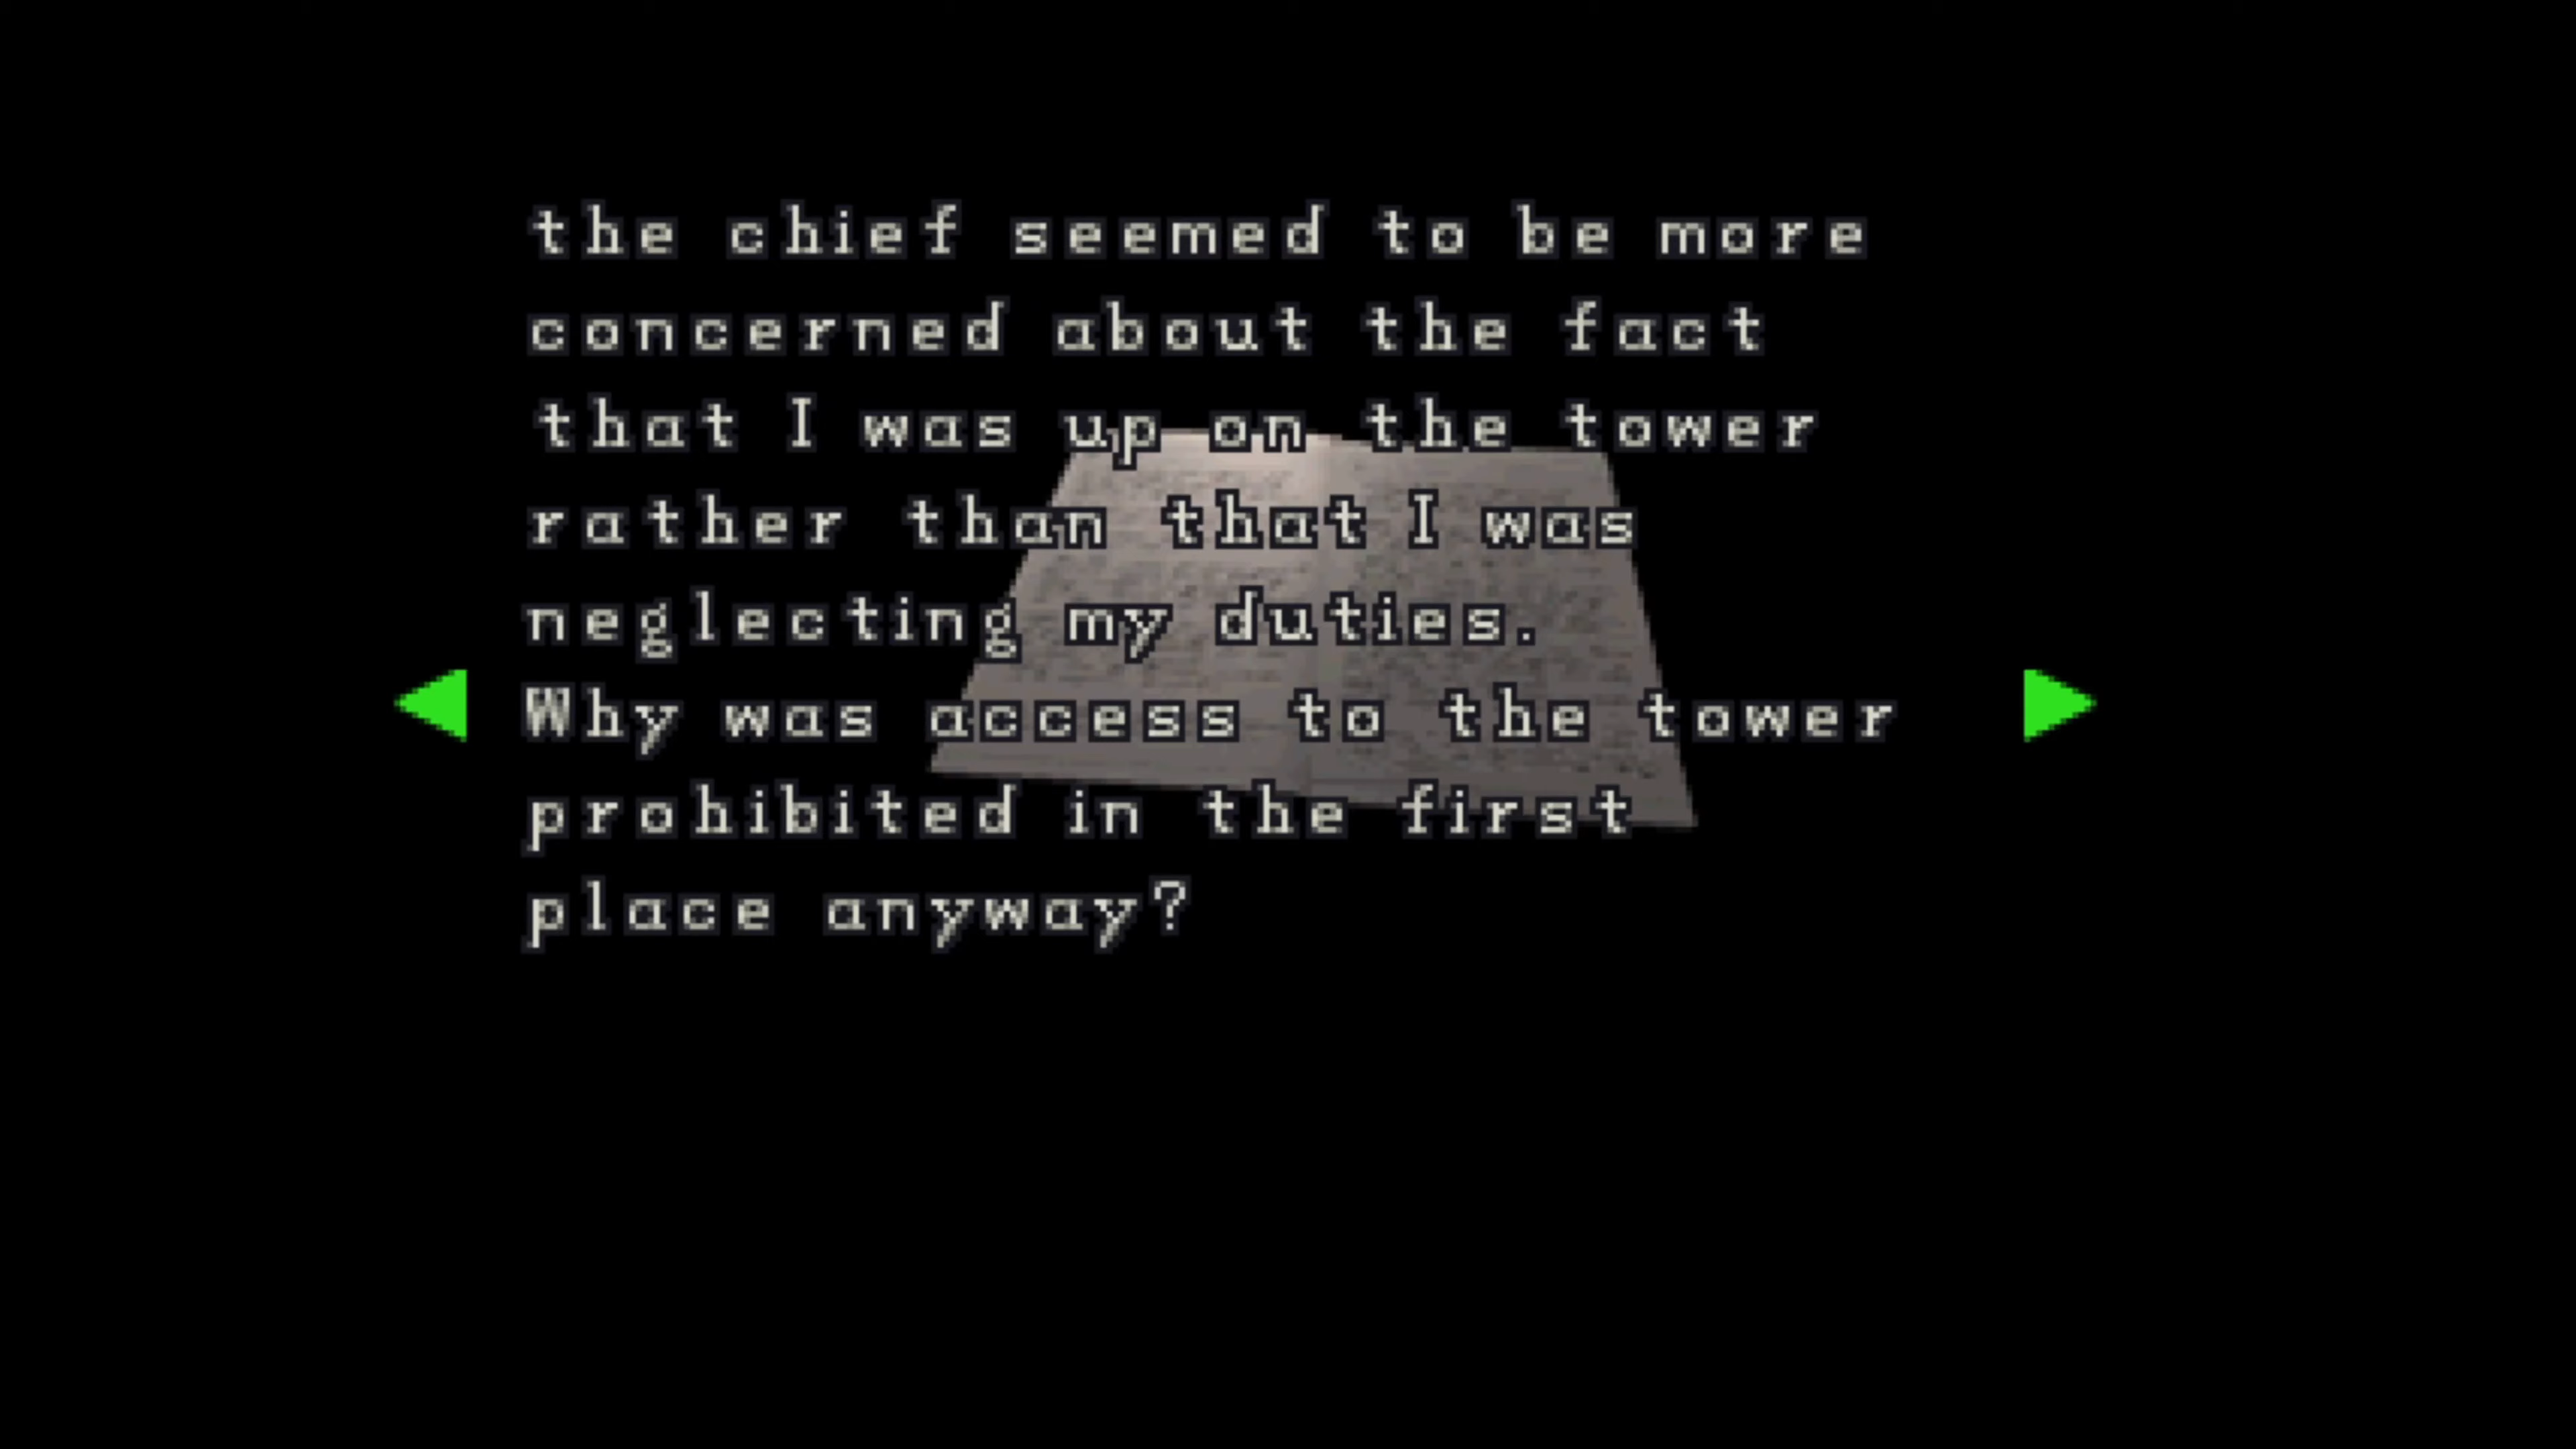 the chief seemed to be more
concerned about the fact
that I was up on the tower
rather than that I was
neglecting my duties.
Why was access to the tower
prohibited in the first
place anyway?